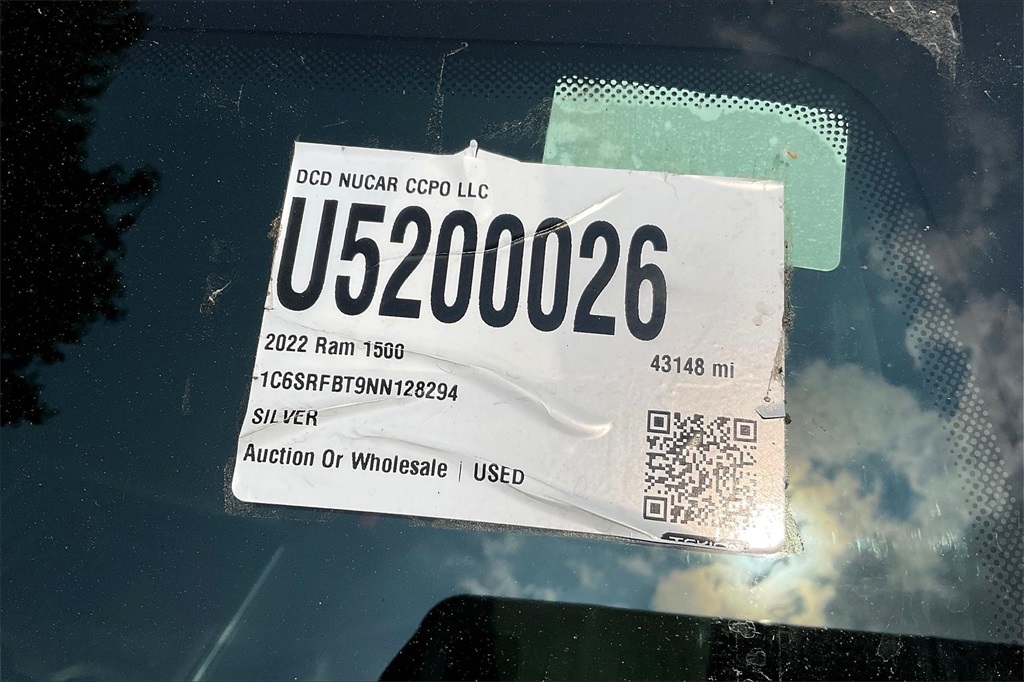 DCD NUCAR CCPO LLC
U5200026
2022 Ram 1500
43148 mi
1C6SRFBT9NN128294
SILVER
Auction Or Wholesale | USED